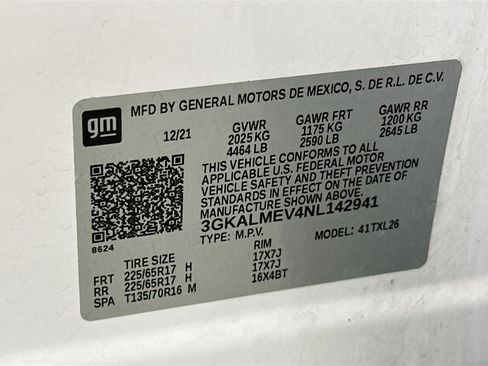 gm
MFD BY GENERAL MOTORS DE MEXICO, S. DE R.L. DE C.V.
12/21 GVWR GAWR FRT GAWR RR
2025 KG 1175 KG 1200 KG
4464 LB 2590 LB 2645 LB
THIS VEHICLE CONFORMS TO ALL
APPLICABLE U.S. FEDERAL MOTOR
VEHICLE SAFETY AND THEFT PREVENTION
STANDARDS IN EFFECT ON THE DATE OF
MANUFACTURE SHOWN ABOVE.
3GKALMEV4NL142941
8624 TYPE: M.P.V. MODEL: 41TXL26
TIRE SIZE RIM
FRT 225/65R17 H 17X7J
RR 225/65R17 H 17X7J
SPA T135/70R16 M 16X4BT